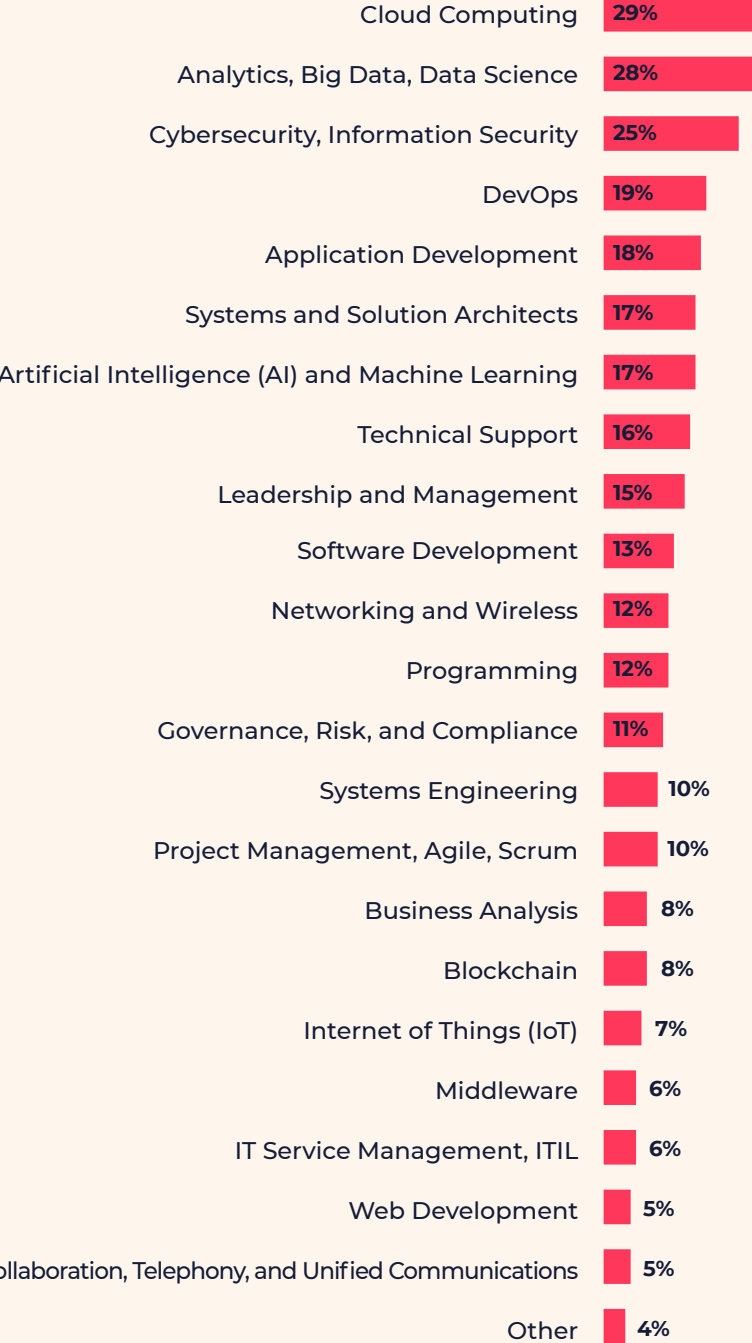 Cloud Computing 29%
Analytics, Big Data, Data Science 28%
Cybersecurity, Information Security 25%
DevOps 19%
Application Development 18%
Systems and Solution Architects 17%
Artificial Intelligence (AI) and Machine Learning 17%
Technical Support 16%
Leadership and Management 15%
Software Development 13%
Networking and Wireless 12%
Programming 12%
Governance, Risk, and Compliance 11%
Systems Engineering 10%
Project Management, Agile, Scrum 10%
Business Analysis 8%
Blockchain 8%
Internet of Things (IoT) 7%
Middleware 6%
IT Service Management, ITIL 6%
Web Development 5%
ollaboration, Telephony, and Unified Communications 5%
Other 4%